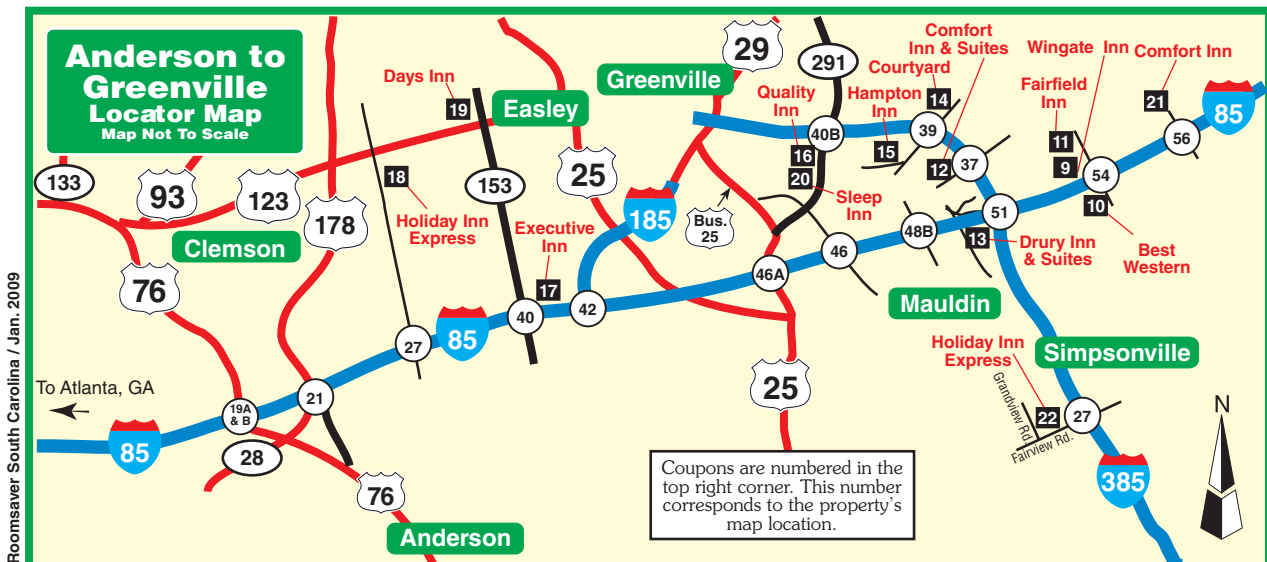 Anderson to
Greenville
Locator Map
Map Not To Scale
Roomsaver South Carolina / Jan. 2009
133
93
123
178
Clemson
76
To Atlanta, GA
85
19A
& B
21
28
76
Anderson
Days Inn
19
Easley
18
Holiday Inn
Express
153
Executive
Inn
17
27
85
40
42
25
Greenville
185
29
Bus.
25
291
Quality
Inn
16
20
Sleep
Inn
40B
Hampton
Inn
15
Courtyard
14
39
Comfort
Inn & Suites
12
37
Wingate Inn
Fairfield
Inn
11
9
54
10
Best
Western
Comfort Inn
21
56
85
46A
46
48B
51
13
Drury Inn
& Suites
Mauldin
25
Simpsonville
Holiday Inn
Express
22
27
Grandview Rd.
Fairview Rd.
385
N
Coupons are numbered in the
top right corner. This number
corresponds to the property's
map location.